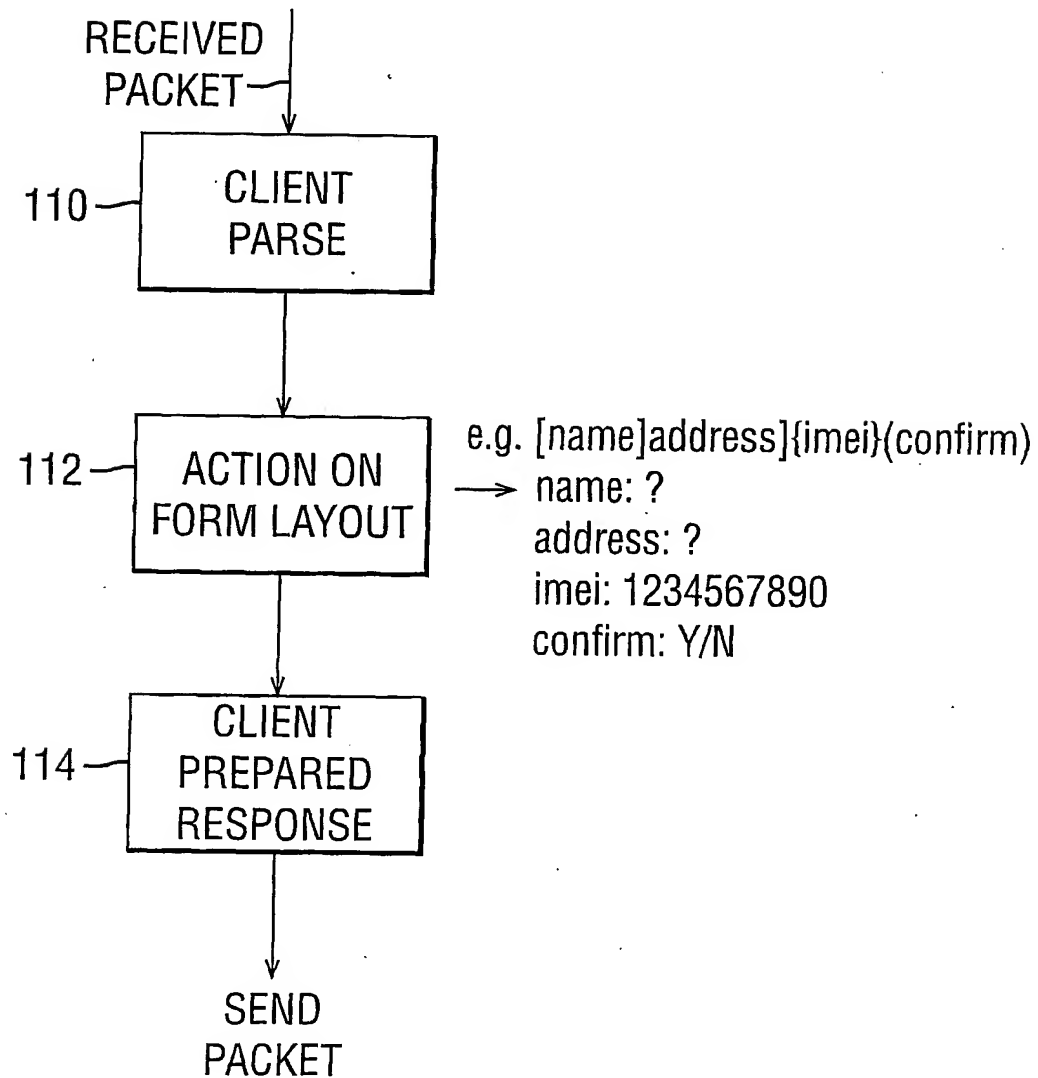 RECEIVED
PACKET
110
CLIENT
PARSE
112
ACTION ON
FORM LAYOUT
e.g. [name]address]{imei}(confirm)
name: ?
address: ?
imei: 1234567890
confirm: Y/N
114
CLIENT
PREPARED
RESPONSE
SEND
PACKET